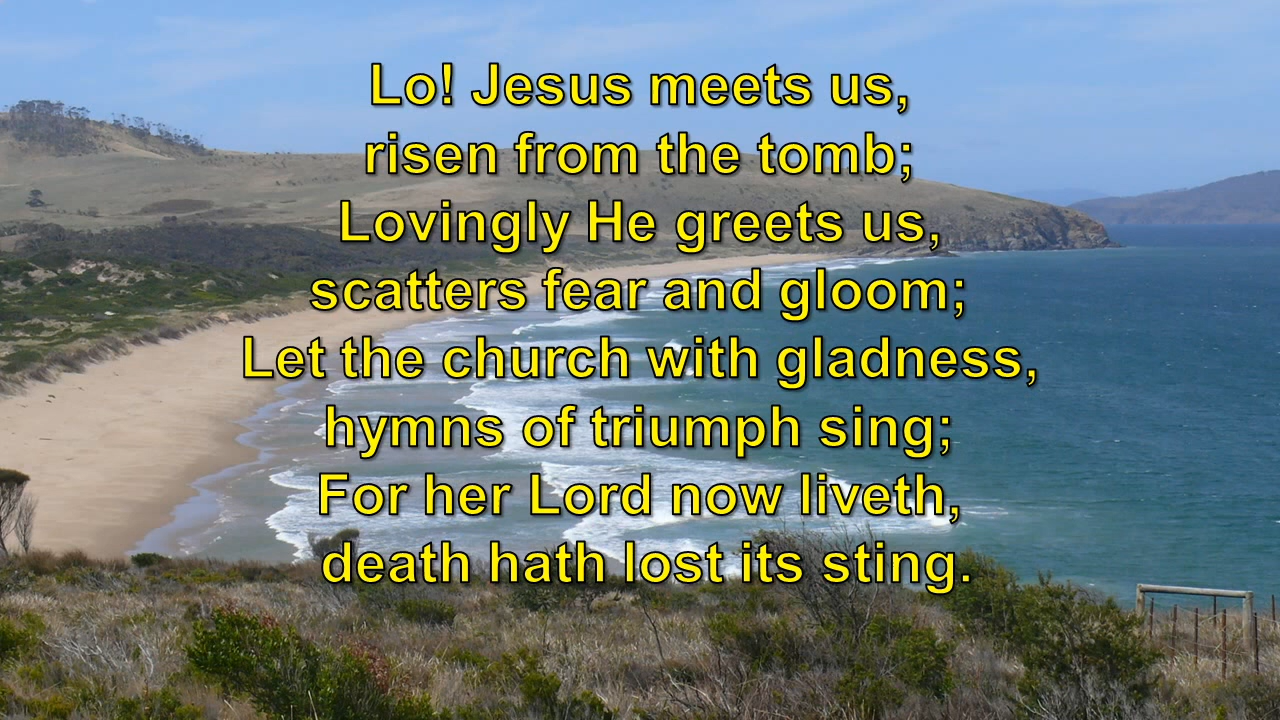 Lo! Jesus meets us,
risen from the tomb;
Lovingly He greets us,
scatters fear and gloom;
Let the church with gladness,
hymns of triumph sing;
For her Lord now liveth,
death hath lost its sting.